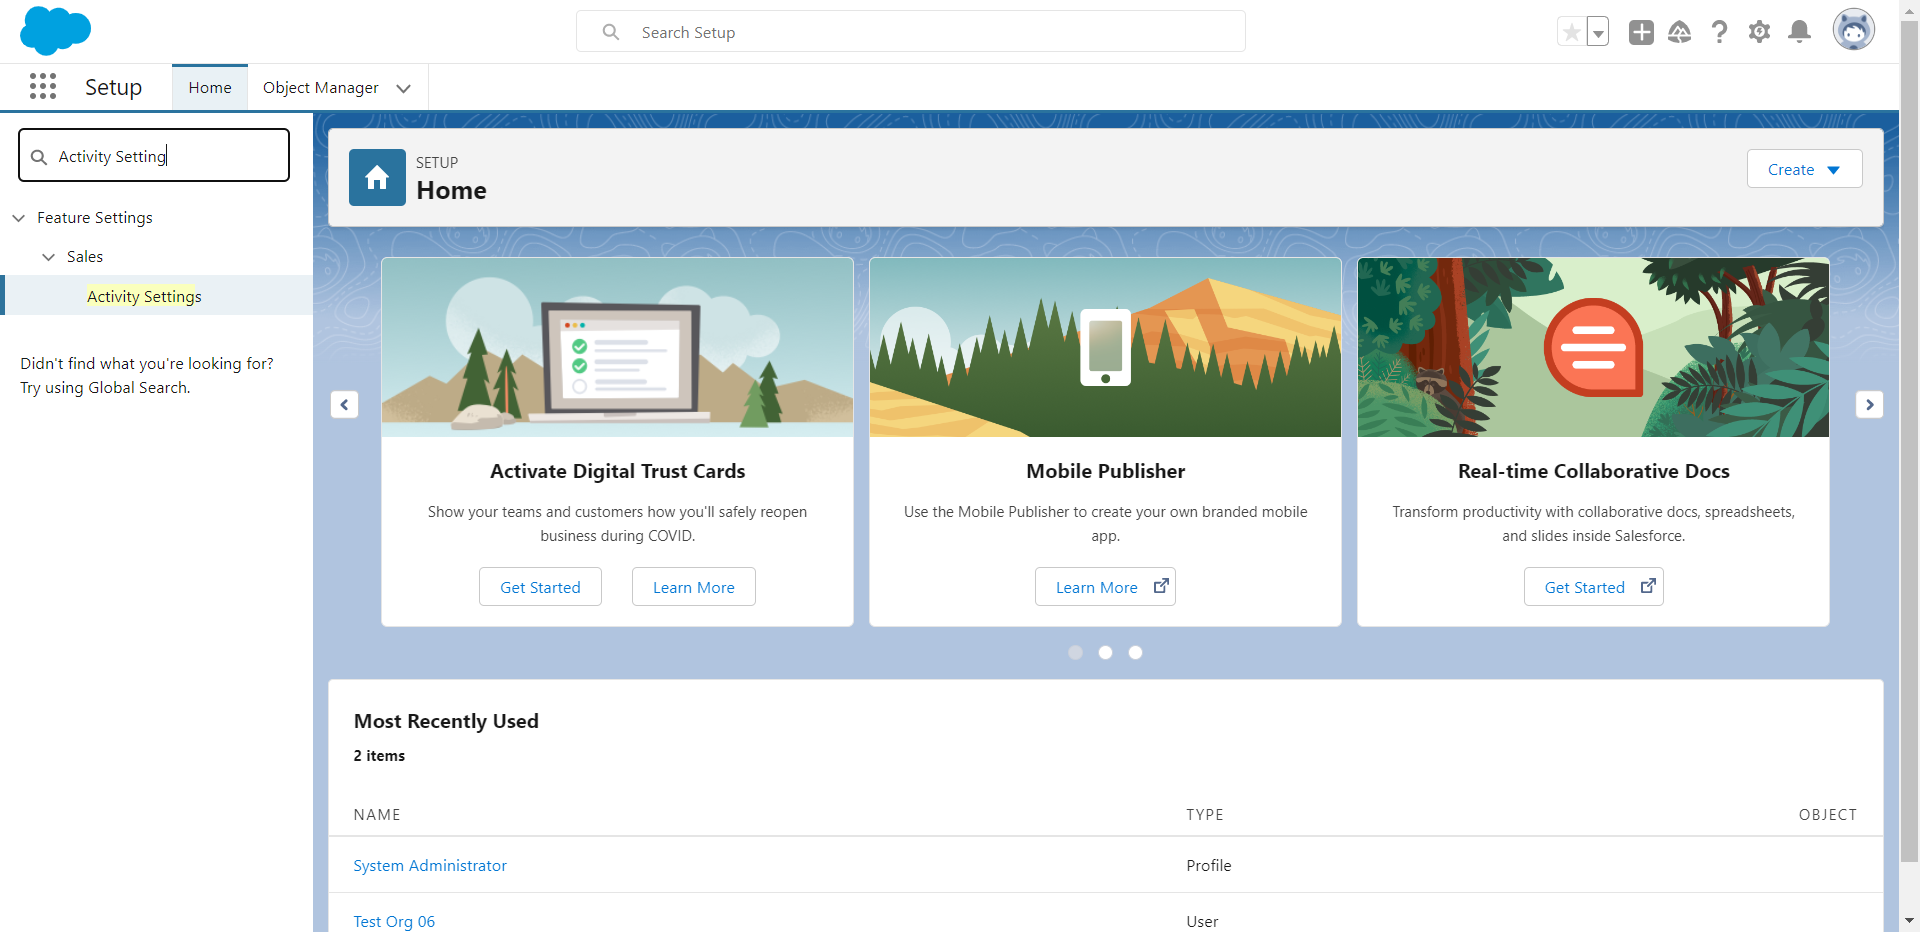 Search Setup
Setup
Home
Object Manager
Activity Setting
Feature Settings
Sales
Activity Settings
Didn't find what you're looking for?
Try using Global Search.
SETUP
Home
Create
Activate Digital Trust Cards
Show your teams and customers how you'll safely reopen
business during COVID.
Get Started
Learn More
Mobile Publisher
Use the Mobile Publisher to create your own branded mobile
app.
Learn More
Real-time Collaborative Docs
Transform productivity with collaborative docs, spreadsheets,
and slides inside Salesforce.
Get Started
Most Recently Used
2 items
NAME TYPE OBJECT
System Administrator Profile
Test Org 06 User